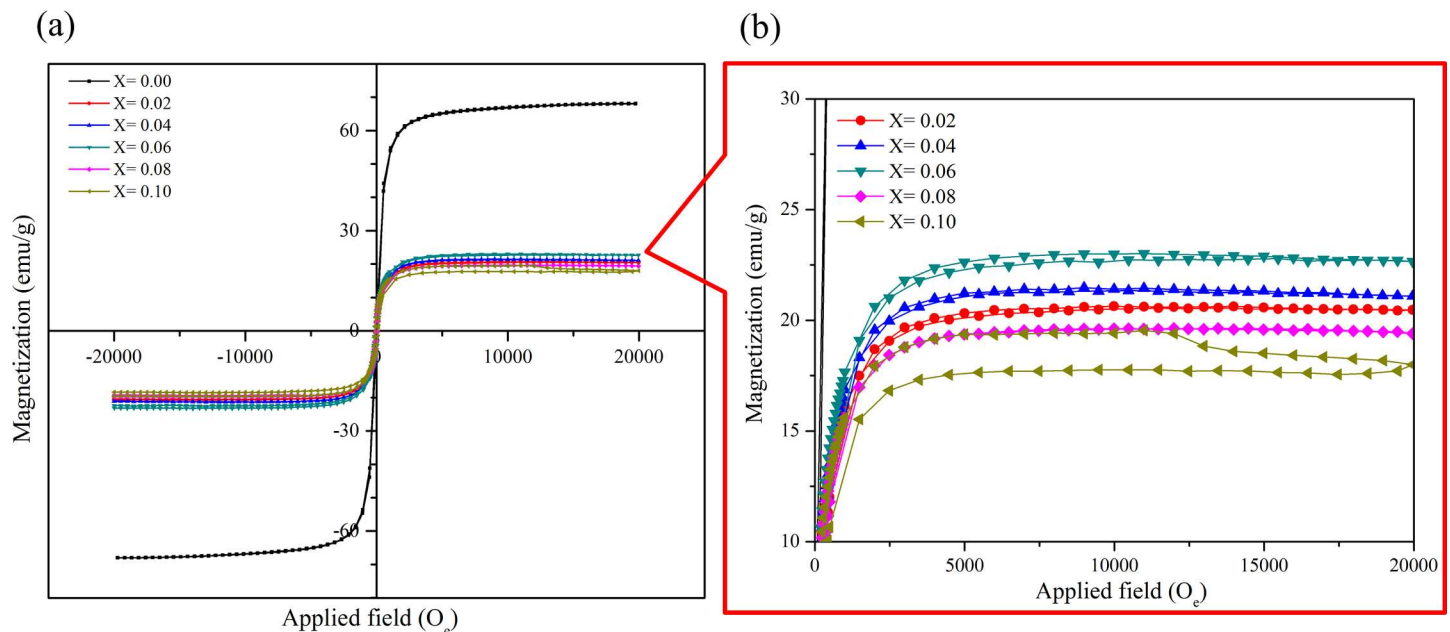 (a)
X= 0.00
X= 0.02
X= 0.04
X= 0.06
X= 0.08
X= 0.10
60
30
0
-30
-60
-20000
-10000
0
10000
20000
Magnetization (emu/g)
Applied field (Oe)
(b)
X= 0.02
X= 0.04
X= 0.06
X= 0.08
X= 0.10
30
25
20
15
10
0
5000
10000
15000
20000
Magnetization (emu/g)
Applied field (Oe)